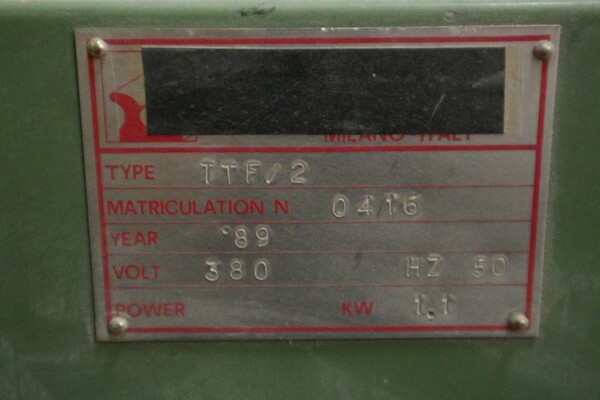 MILANO ITALY
TYPE TTF/2
MATRICULATION N 0416
YEAR '89
VOLT 380 HZ 50
POWER KW 1.1